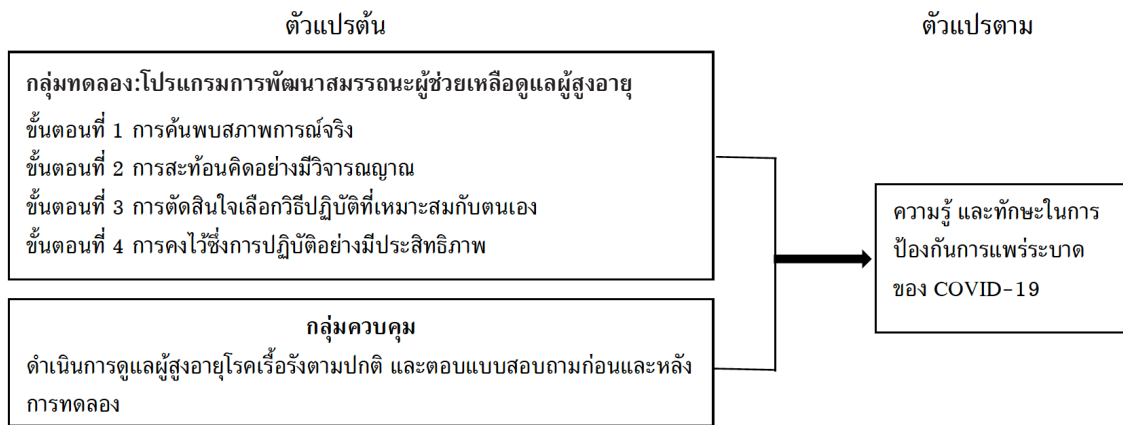 ตัวแปรต้น
ตัวแปรตาม
กลุ่มทดลอง:โปรแกรมการพัฒนาสมรรถนะผู้ช่วยเหลือดูแลผู้สูงอายุ
ขั้นตอนที่ 1 การค้นพบสภาพการณ์จริง
ขั้นตอนที่ 2 การสะท้อนคิดอย่างมีวิจารณญาณ
ขั้นตอนที่ 3 การตัดสินใจเลือกวิธีปฏิบัติที่เหมาะสมกับตนเอง
ขั้นตอนที่ 4 การคงไว้ซึ่งการปฏิบัติอย่างมีประสิทธิภาพ
ความรู้ และทักษะในการ
ป้องกันการแพร่ระบาด
ของ COVID-19
กลุ่มควบคุม
ดำเนินการดูแลผู้สูงอายุโรคเรื้อรังตามปกติ และตอบแบบสอบถามก่อนและหลัง
การทดลอง